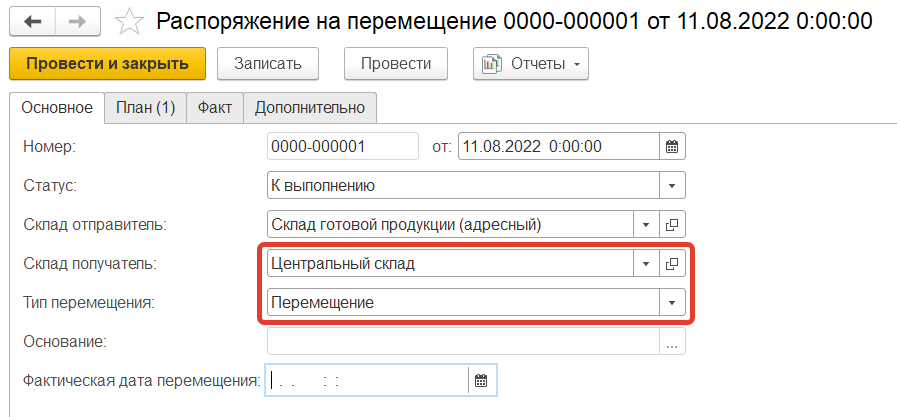 Распоряжение на перемещение 0000-000001 от 11.08.2022 0:00:00
Провести и закрыть Записать Провести Отчеты
Основное План (1) Факт Дополнительно
Номер: 0000-000001 от: 11.08.2022 0:00:00
Статус: К выполнению
Склад отправитель: Склад готовой продукции (адресный)
Склад получатель: Центральный склад
Тип перемещения: Перемещение
Основание: ...
Фактическая дата перемещения: . . : :